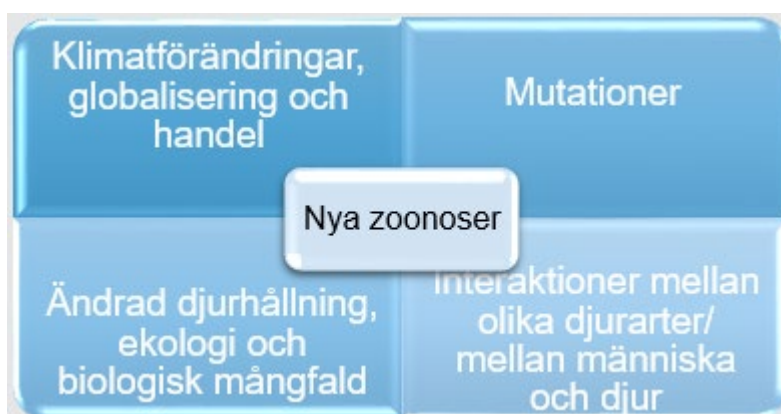 Klimatförändringar,
globalisering och
handel
Mutationer
Nya zoonoser
Ändrad djurhållning,
ekologi och
biologisk mångfald
Interaktioner mellan
olika djurarter/
mellan människa
och djur